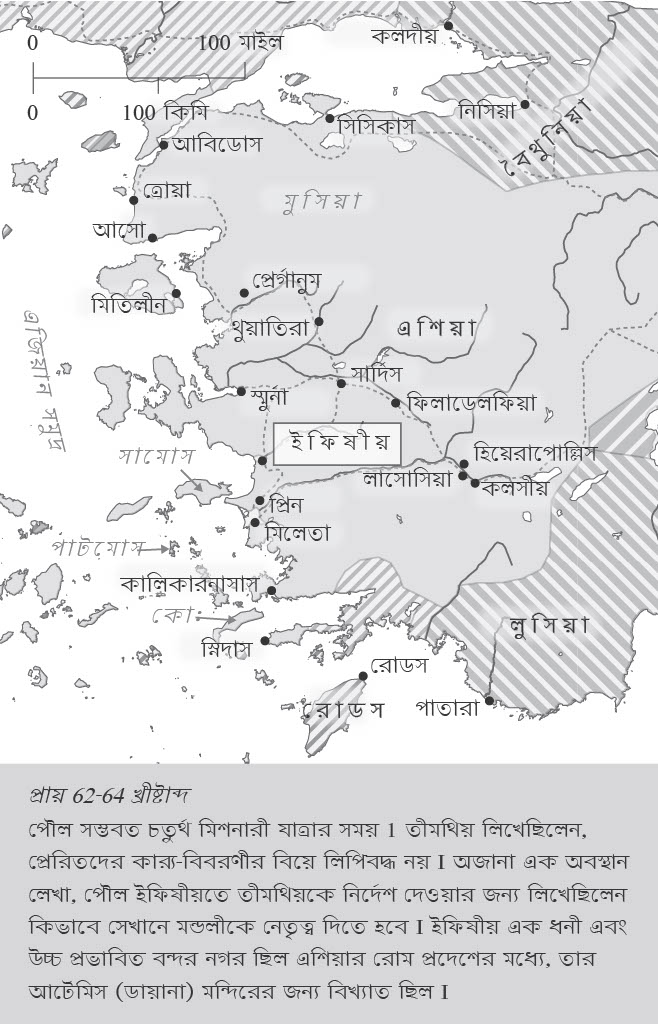 0 100 মাইল
কলদীয়
0 100 কিমি
নিসিয়া
সিসিকাস
বৈথুনিয়া
আবিডোস
ত্রোয়া
মুসিয়া
আসো
প্রের্গানুম
মিতিলীন
থুয়াতিরা
এশিয়া
এজিয়ান সমুদ্র
সার্দিস
স্মুর্না
ফিলাডেলফিয়া
ইফিষীয়
হিয়েরাপোল্লিস
সামোস
লাসোসিয়া
কলসীয়
প্রিন
মিলেতা
পাটমোস
কালিকারনাসাস
কো
লুসিয়া
স্নিদাস
রোডস
রোডস
পাতারা
প্রায় 62-64 খ্রীষ্টাব্দ
পৌল সম্ভবত চতুর্থ মিশনারী যাত্রার সময় 1 তীমথিয় লিখেছিলেন,
প্রেরিতদের কার্য-বিবরণীর বিয়ে লিপিবদ্ধ নয় I অজানা এক অবস্থান
লেখা, পৌল ইফিষীয়তে তীমথিয়কে নির্দেশ দেওয়ার জন্য লিখেছিলেন
কিভাবে সেখানে মন্ডলীকে নেতৃত্ব দিতে হবে I ইফিষীয় এক ধনী এবং
উচ্চ প্রভাবিত বন্দর নগর ছিল এশিয়ার রোম প্রদেশের মধ্যে, তার
আর্টেমিস (ডায়ানা) মন্দিরের জন্য বিখ্যাত ছিল I